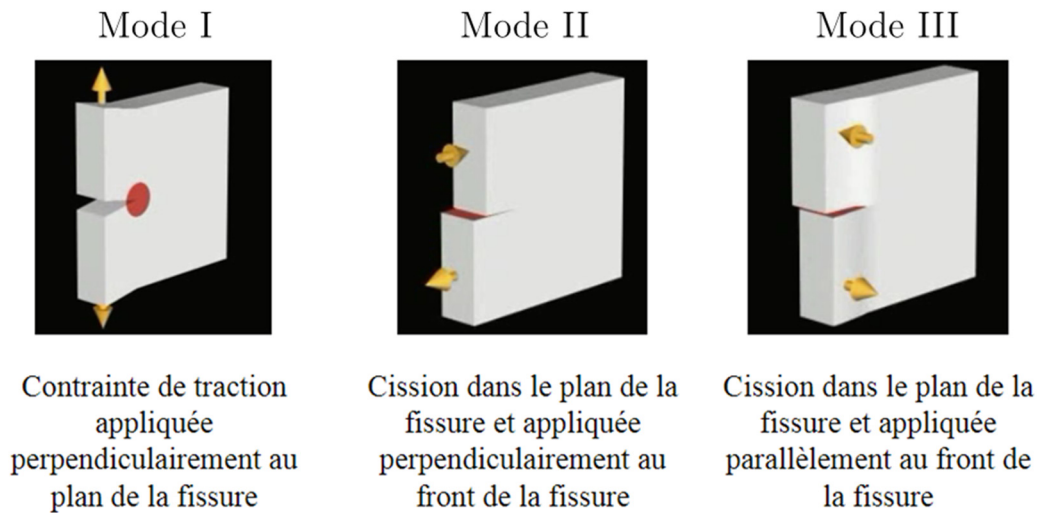 Mode I
Mode II
Mode III
Contrainte de traction
appliquée
perpendiculairement au
plan de la fissure
Cission dans le plan de la
fissure et appliquée
perpendiculairement au
front de la fissure
Cission dans le plan de la
fissure et appliquée
parallèlement au front de
la fissure